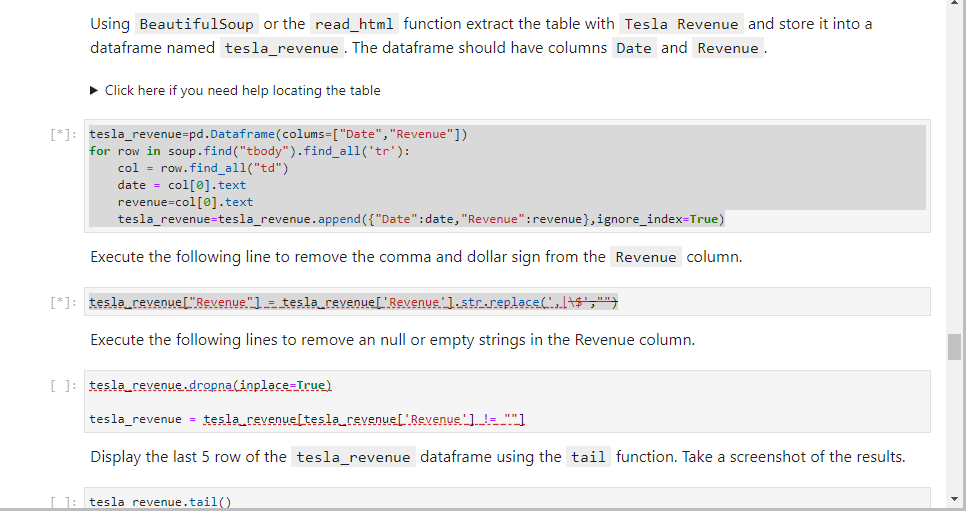 Using BeautifulSoup or the read_html function extract the table with Tesla Revenue and store it into a
dataframe named tesla_revenue. The dataframe should have columns Date and Revenue.
▶ Click here if you need help locating the table
[*]: tesla_revenue=pd.Dataframe(colums=["Date","Revenue"])
for row in soup.find("tbody").find_all('tr'):
    col = row.find_all("td")
    date = col[0].text
    revenue=col[0].text
    tesla_revenue=tesla_revenue.append({"Date":date,"Revenue":revenue},ignore_index=True)
Execute the following line to remove the comma and dollar sign from the Revenue column.
[*]: tesla_revenue["Revenue"] = tesla_revenue['Revenue'].str.replace(',|\$',"")
Execute the following lines to remove an null or empty strings in the Revenue column.
[ ]: tesla_revenue.dropna(inplace=True)
tesla_revenue = tesla_revenue[tesla_revenue['Revenue'] != ""]
Display the last 5 row of the tesla_revenue dataframe using the tail function. Take a screenshot of the results.
[ ]: tesla_revenue.tail()